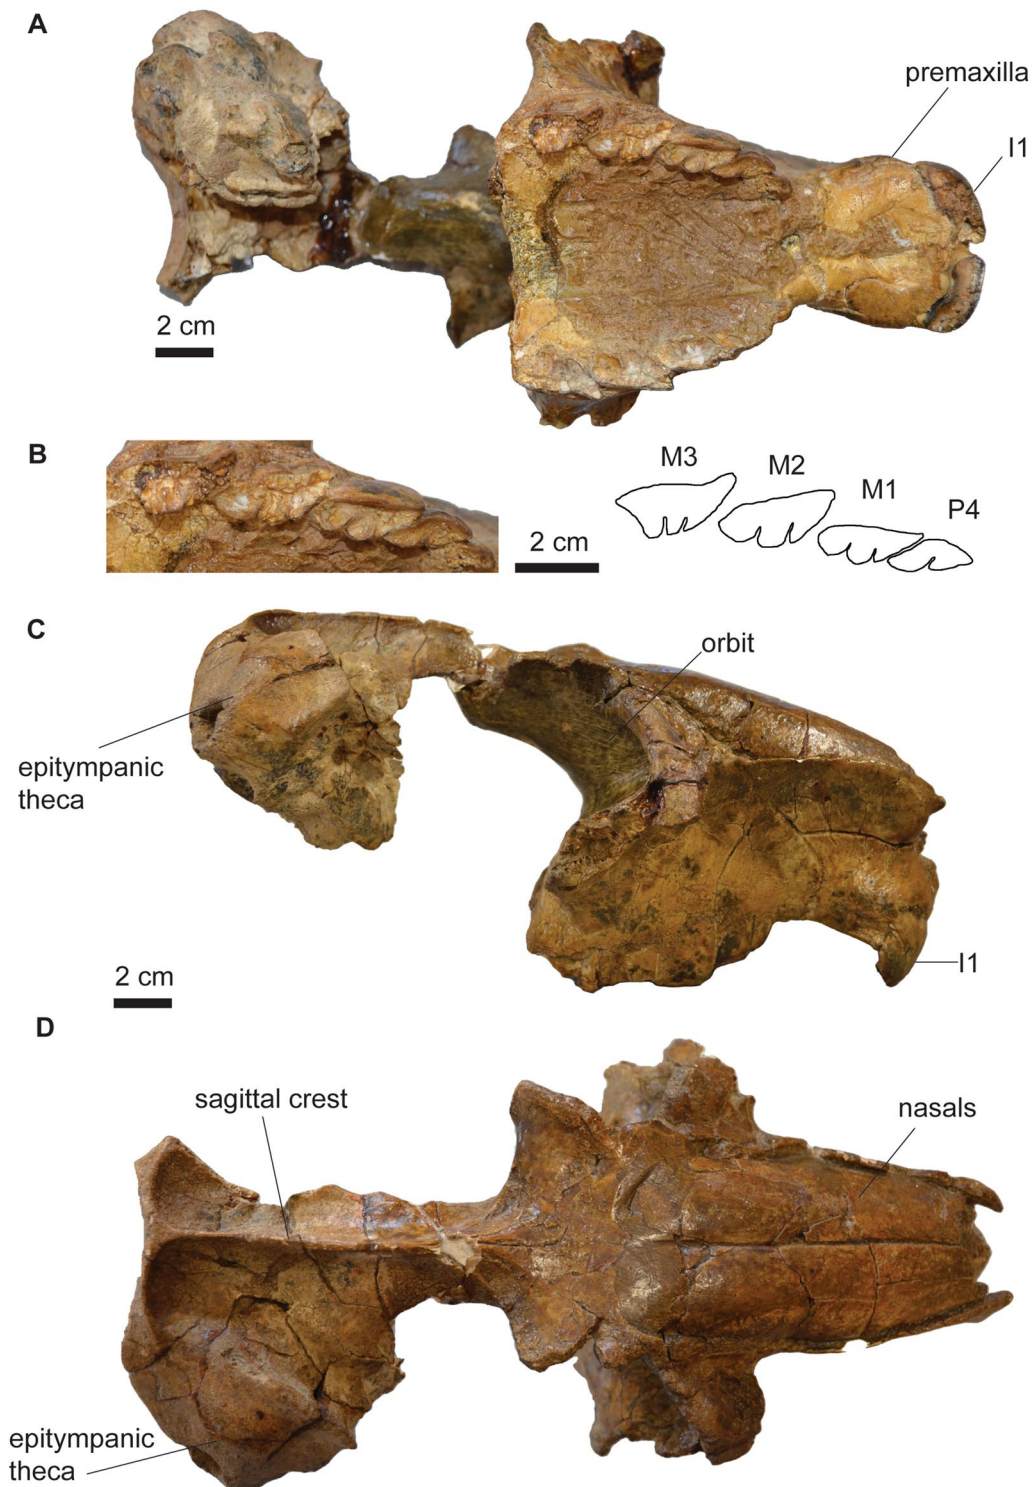 A
premaxilla
I1
2 cm
B
M3
M2
M1
P4
2 cm
C
orbit
epitympanic
theca
I1
2 cm
D
sagittal crest
nasals
epitympanic
theca